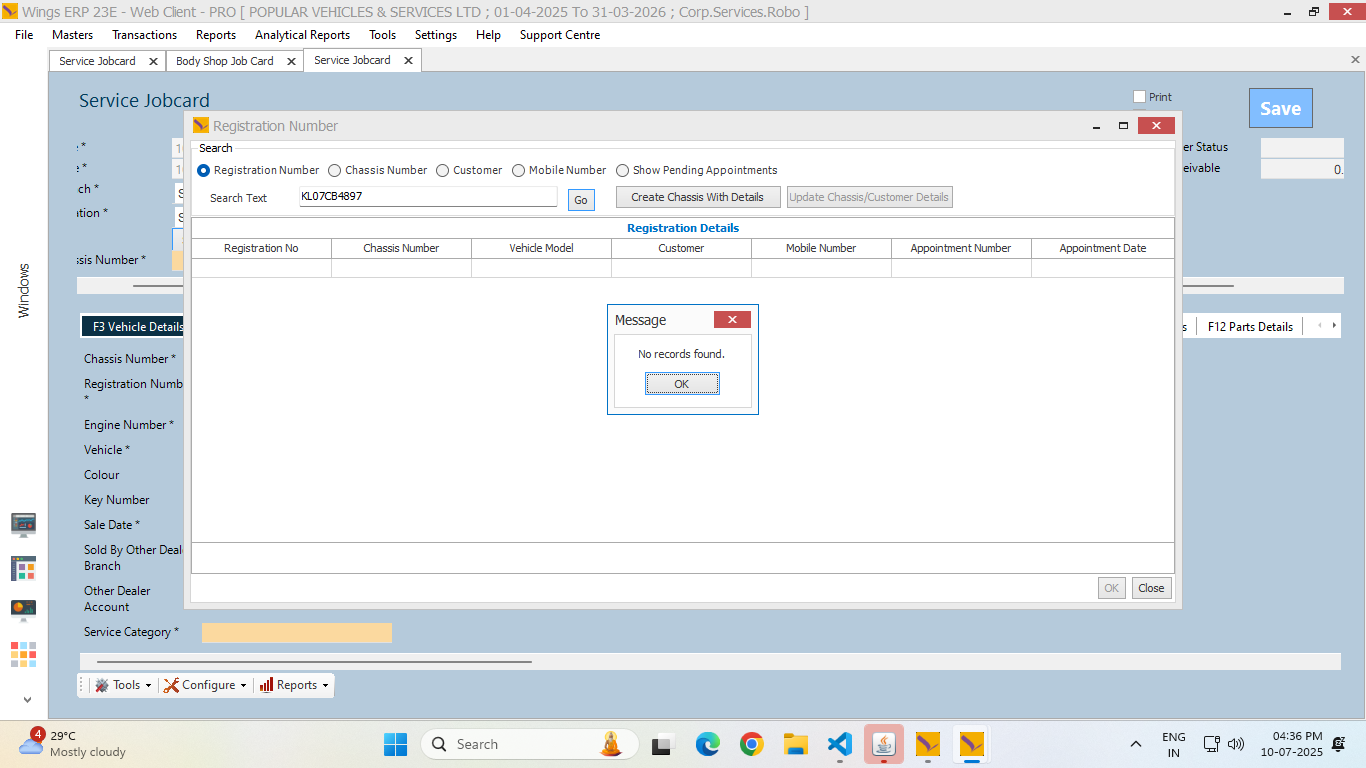 Wings ERP 23E - Web Client - PRO [ POPULAR VEHICLES & SERVICES LTD ; 01-04-2025 To 31-03-2026 ; Corp.Services.Robo ]
File Masters Transactions Reports Analytical Reports Tools Settings Help Support Centre
Service Jobcard Body Shop Job Card Service Jobcard
Service Jobcard
Print
Save
Registration Number
Search
Registration Number Chassis Number Customer Mobile Number Show Pending Appointments
Search Text KL07CB4897 Go Create Chassis With Details Update Chassis/Customer Details
Registration Details
Registration No Chassis Number Vehicle Model Customer Mobile Number Appointment Number Appointment Date
Message
No records found.
OK
OK Close
er Status
eivable 0.
ch *
ation *
ssis Number *
Windows
F3 Vehicle Details
s F12 Parts Details
Chassis Number *
Registration Numb
*
Engine Number *
Vehicle *
Colour
Key Number
Sale Date *
Sold By Other Deal
Branch
Other Dealer
Account
Service Category *
Tools Configure Reports
4 29°C
Mostly cloudy
Search
ENG
IN
04:36 PM
10-07-2025